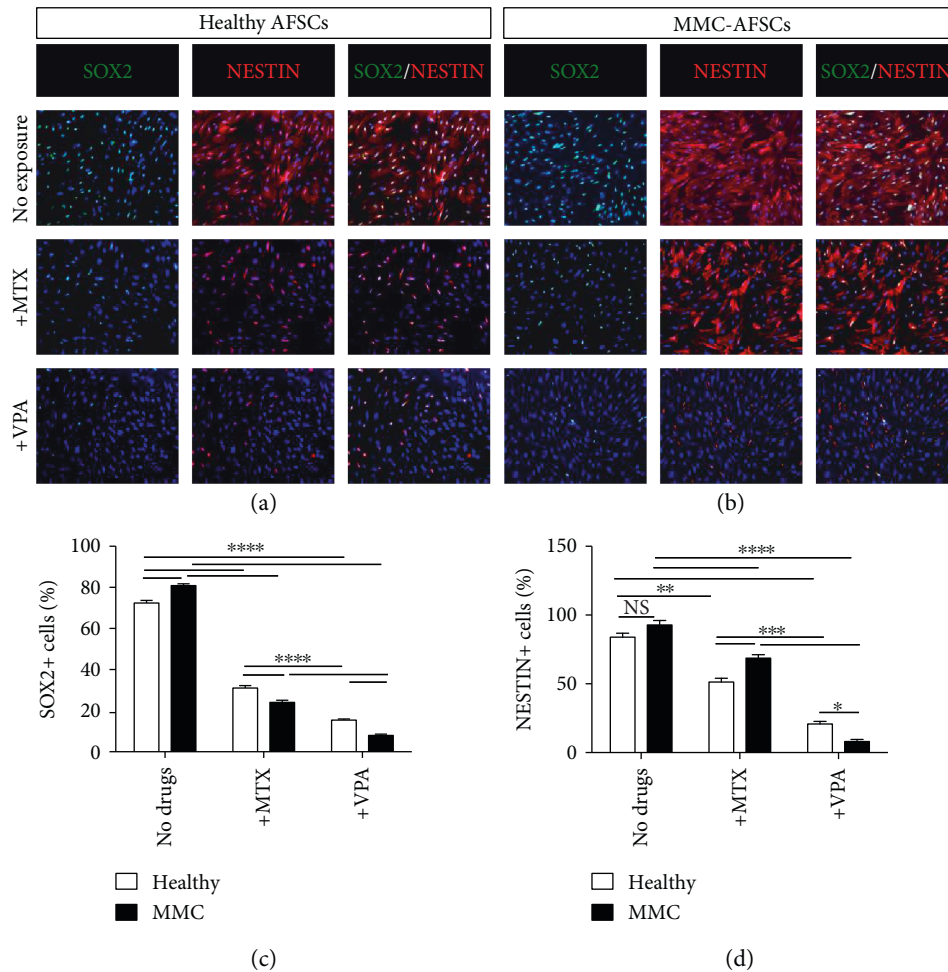 Healthy AFSCs
MMC-AFSCs
SOX2
NESTIN
SOX2/NESTIN
SOX2
NESTIN
SOX2/NESTIN
No exposure
+MTX
+VPA
(a)
(b)
SOX2+ cells (%)
100
80
60
40
20
0
****
****
No drugs
+MTX
+VPA
Healthy
MMC
(c)
NESTIN+ cells (%)
150
100
50
0
****
**
NS
***
*
No drugs
+MTX
+VPA
Healthy
MMC
(d)